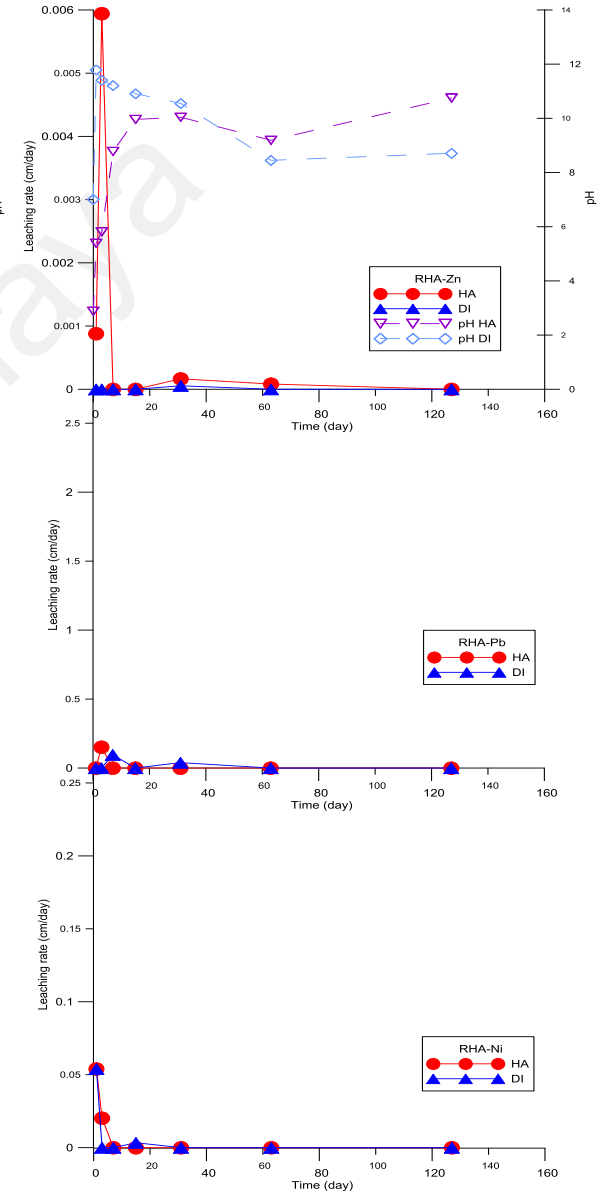 0.006
0.005
0.004
0.003
0.002
0.001
0
Leaching rate (cm/day)
pH
14
12
10
8
6
4
2
0
pH
RHA-Zn
HA
DI
pH HA
pH DI
0 20 40 60 80 100 120 140 160
Time (day)
aya
2.5
2
1.5
1
0.5
0
Leaching rate (cm/day)
RHA-Pb
HA
DI
0 20 40 60 80 100 120 140 160
Time (day)
0.25
0.2
0.15
0.1
0.05
0
Leaching rate (cm/day)
RHA-Ni
HA
DI
0 20 40 60 80 100 120 140 160
Time (day)